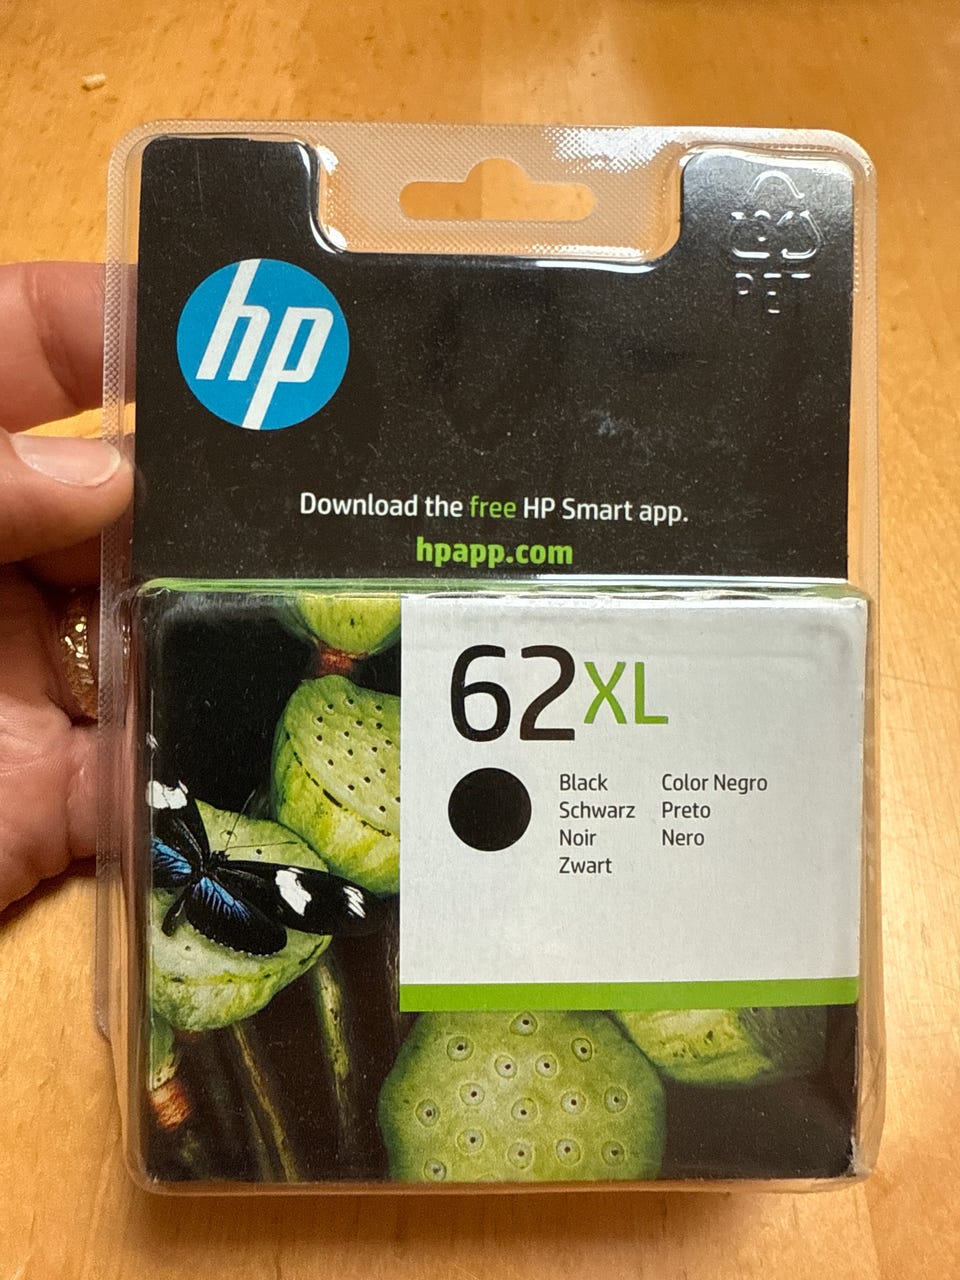 hp
PET
Download the free HP Smart app.
hpapp.com
62XL
Black
Schwarz
Noir
Zwart
Color Negro
Preto
Nero